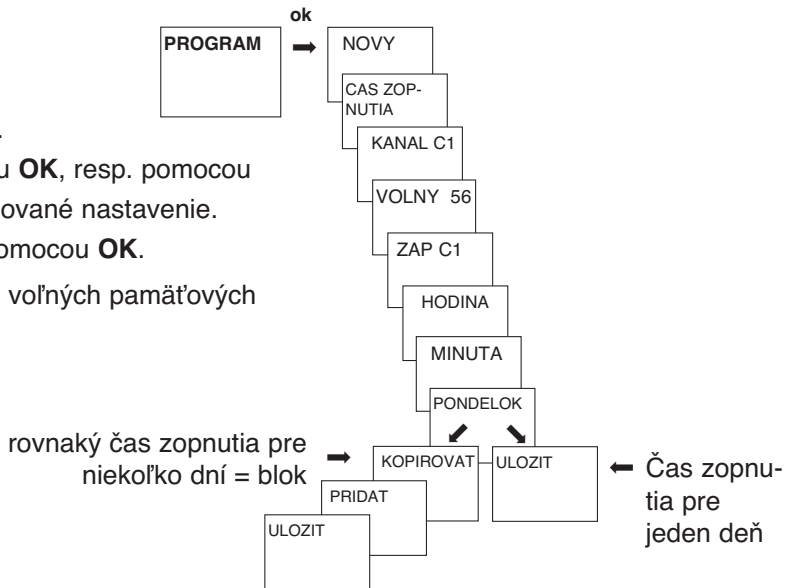 ok
PROGRAM
NOVY
CAS ZOP-
NUTIA
.
KANAL C1
u OK, resp. pomocou
VOLNY 56
ované nastavenie.
ZAP C1
omocou OK.
voľných pamäťových
HODINA
MINUTA
PONDELOK
rovnaký čas zopnutia pre
niekoľko dní = blok
KOPIROVAT
ULOZIT
Čas zopnu-
tia pre
jeden deň
PRIDAT
ULOZIT